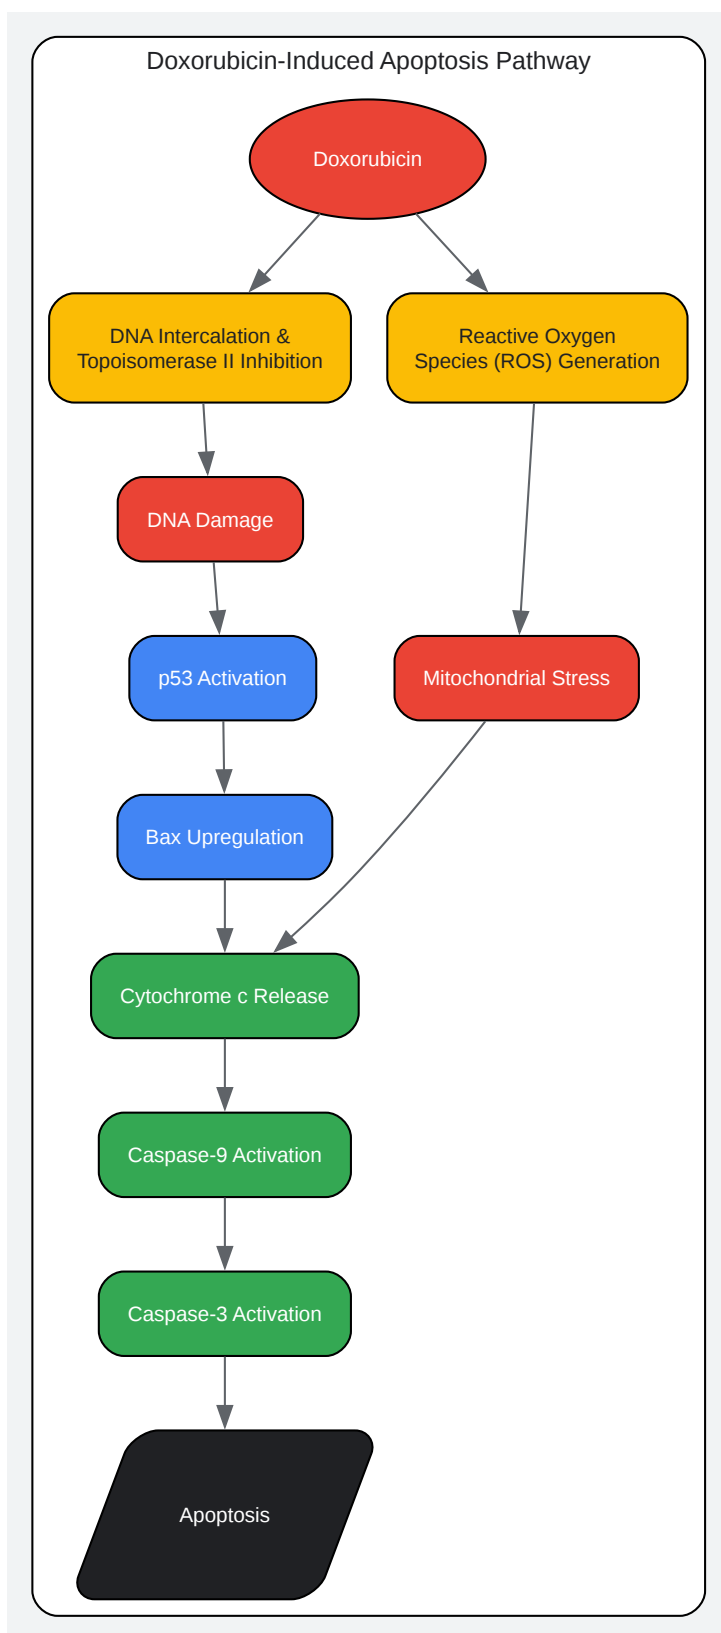 Doxorubicin-Induced Apoptosis Pathway
Doxorubicin
DNA Intercalation &
Topoisomerase II Inhibition
Reactive Oxygen
Species (ROS) Generation
DNA Damage
p53 Activation
Mitochondrial Stress
Bax Upregulation
Cytochrome c Release
Caspase-9 Activation
Caspase-3 Activation
Apoptosis